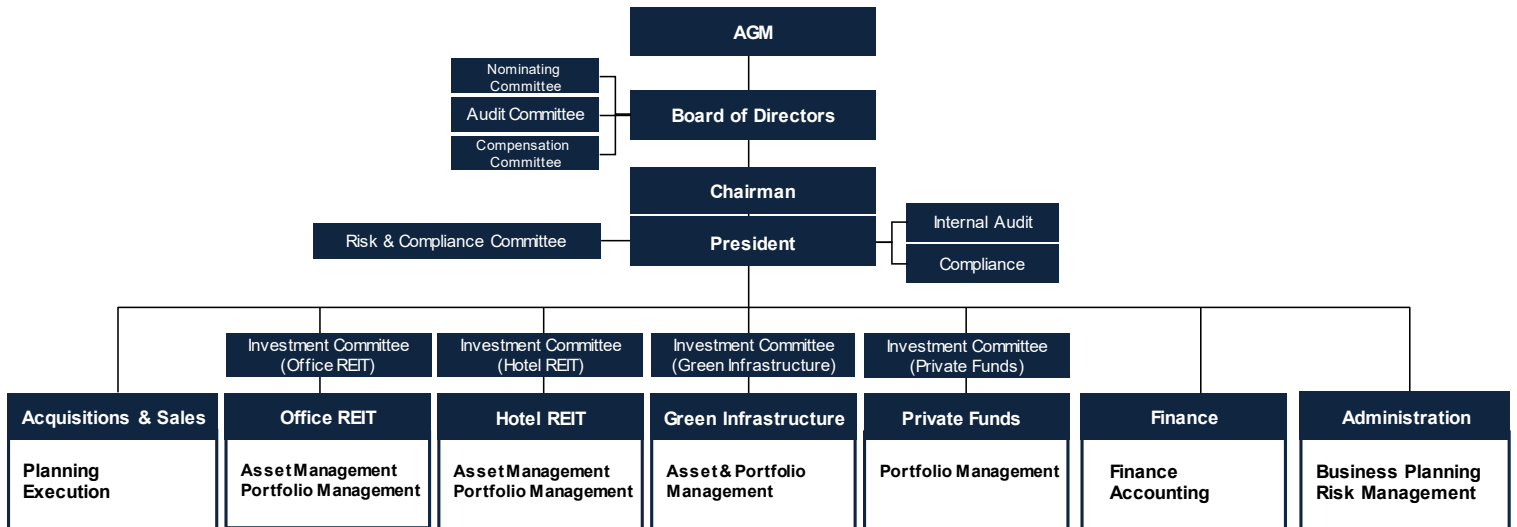 AGM
Nominating
Committee
Audit Committee
Compensation
Committee
Board of Directors
Chairman
President
Risk & Compliance Committee
Internal Audit
Compliance
Investment Committee
(Office REIT)
Investment Committee
(Hotel REIT)
Investment Committee
(Green Infrastructure)
Investment Committee
(Private Funds)
Acquisitions & Sales
Planning
Execution
Office REIT
Asset Management
Portfolio Management
Hotel REIT
Asset Management
Portfolio Management
Green Infrastructure
Asset & Portfolio
Management
Private Funds
Portfolio Management
Finance
Finance
Accounting
Administration
Business Planning
Risk Management